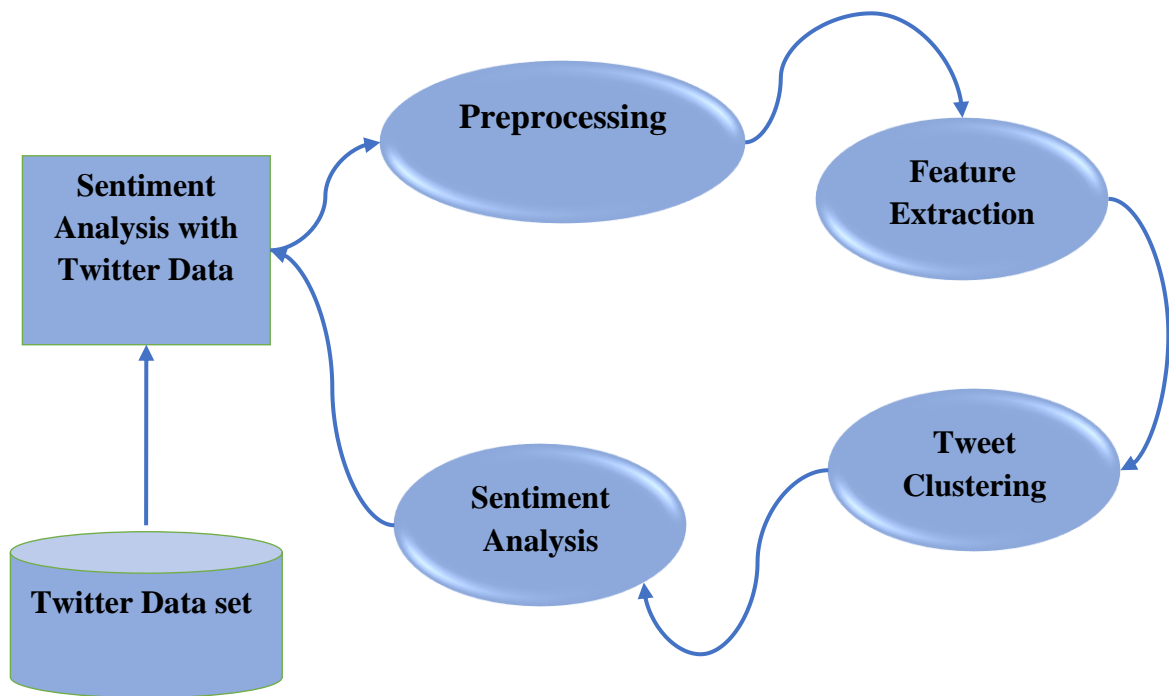 Preprocessing
Feature
Extraction
Sentiment
Analysis with
Twitter Data
Tweet
Clustering
Sentiment
Analysis
Twitter Data set